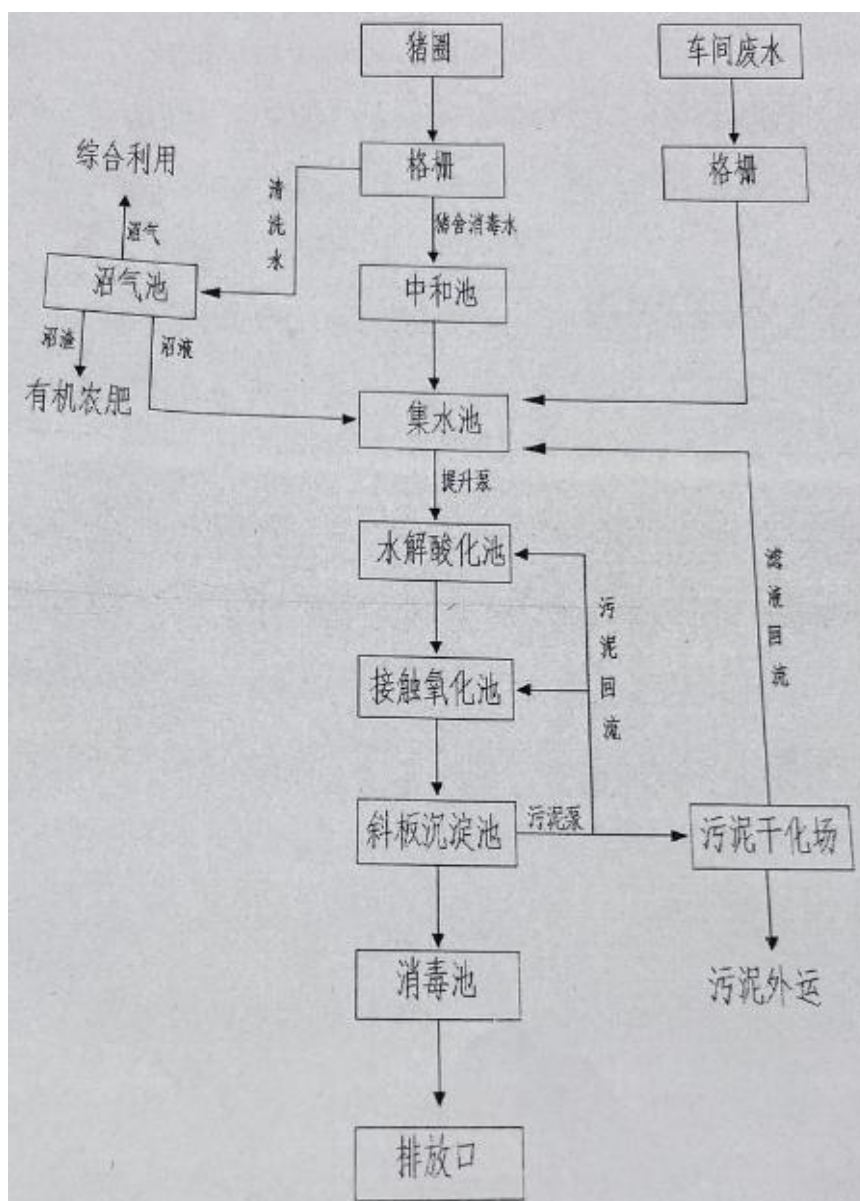 猪圈
车间废水
综合利用
格栅
格栅
清洗水
沼气
猪舍消毒水
沼气池
中和池
沼渣
沼液
有机农肥
集水池
提升泵
水解酸化池
滤液回流
污泥回流
接触氧化池
斜板沉淀池
污泥泵
污泥干化场
消毒池
污泥外运
排放口